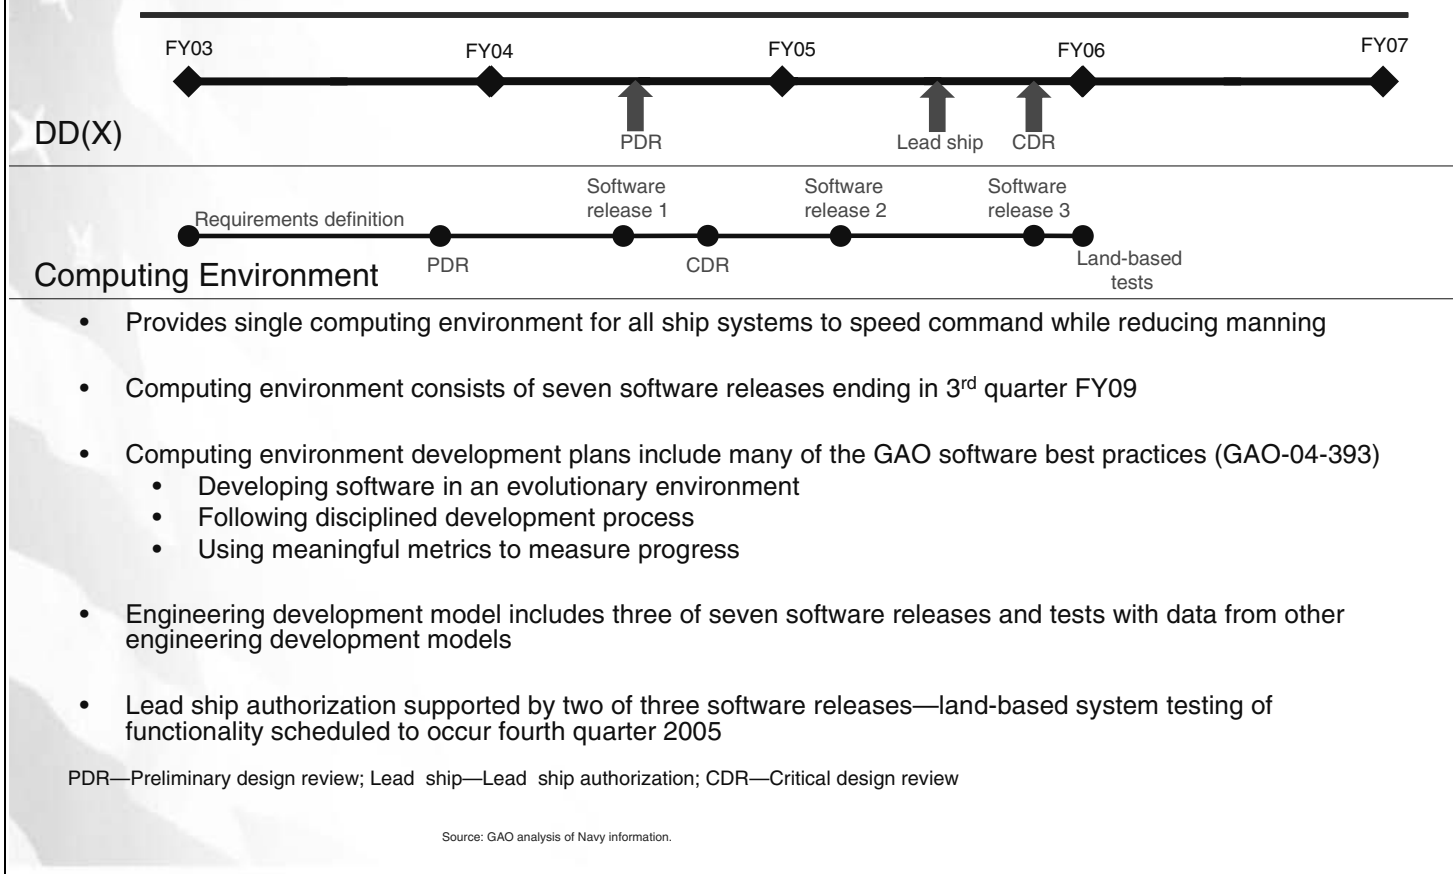 FY03 FY04 FY05 FY06 FY07
DD(X)
PDR Lead ship CDR
Software release 1
Software release 2
Software release 3
Requirements definition
PDR CDR
Land-based
tests
Computing Environment
• Provides single computing environment for all ship systems to speed command while reducing manning
• Computing environment consists of seven software releases ending in 3rd quarter FY09
• Computing environment development plans include many of the GAO software best practices (GAO-04-393)
• Developing software in an evolutionary environment
• Following disciplined development process
• Using meaningful metrics to measure progress
• Engineering development model includes three of seven software releases and tests with data from other
engineering development models
• Lead ship authorization supported by two of three software releases—land-based system testing of
functionality scheduled to occur fourth quarter 2005
PDR—Preliminary design review; Lead ship—Lead ship authorization; CDR—Critical design review
Source: GAO analysis of Navy information.